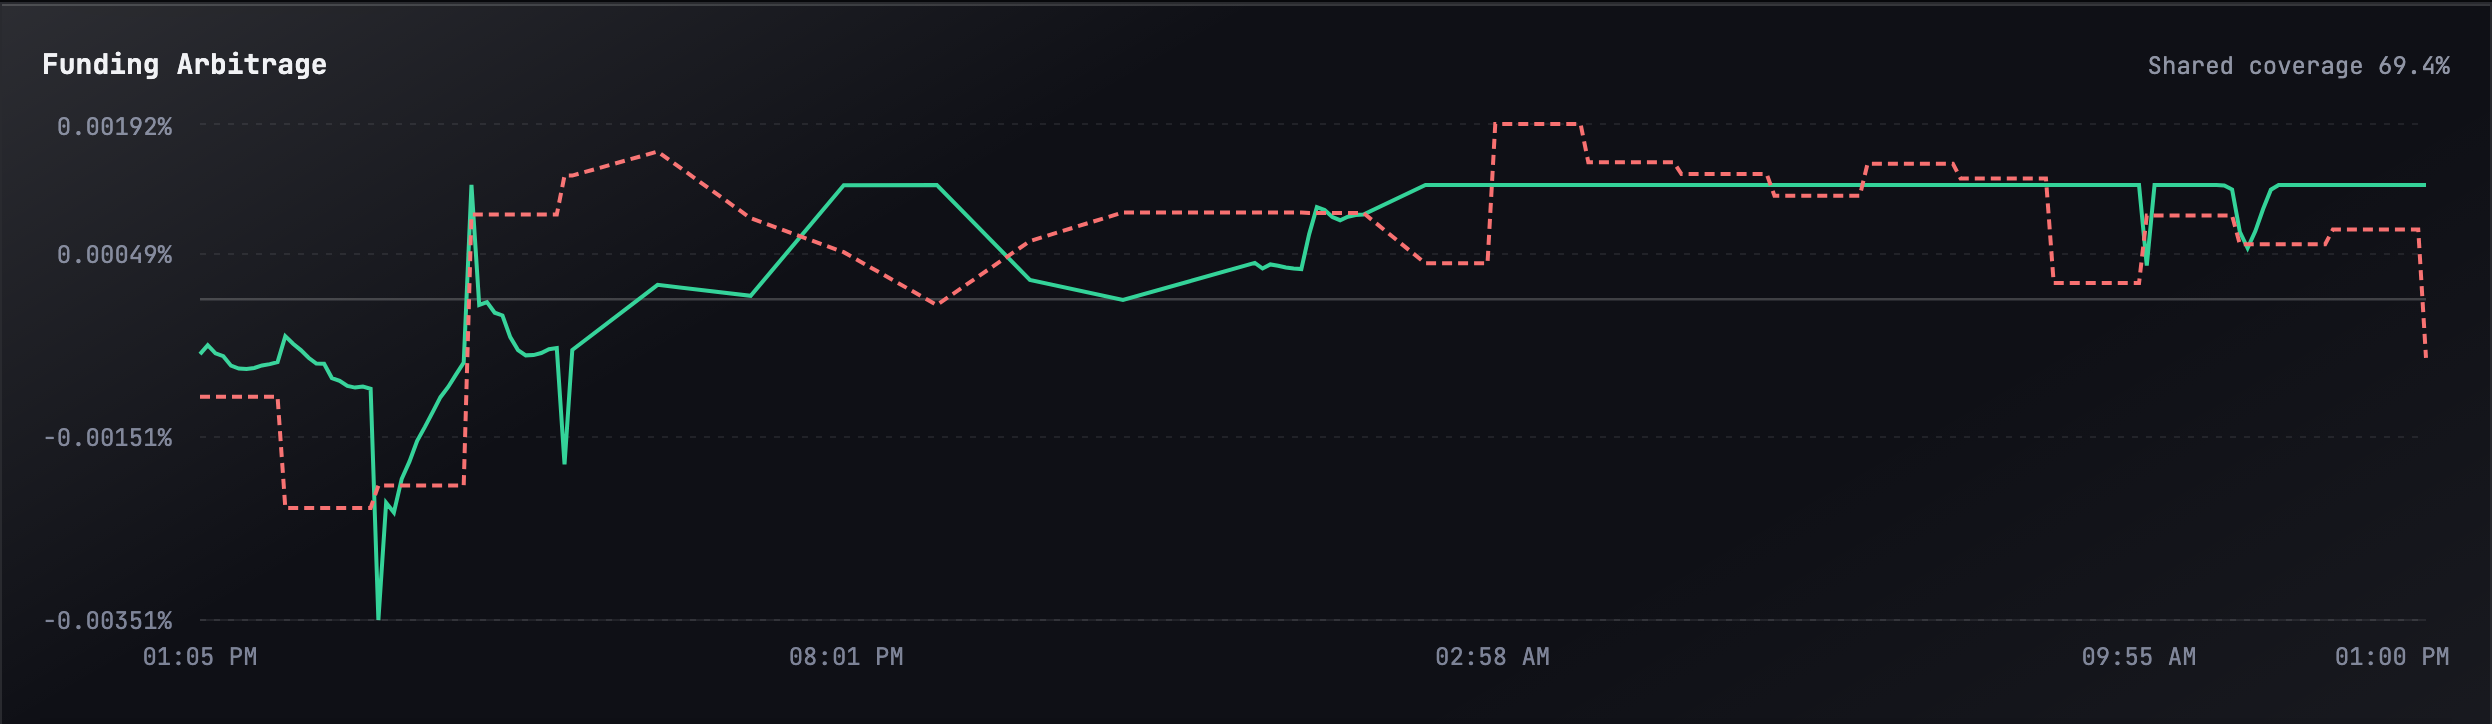 Funding Arbitrage
Shared coverage 69.4%
0.00192%
0.00049%
-0.00151%
-0.00351%
01:05 PM
08:01 PM
02:58 AM
09:55 AM
01:00 PM